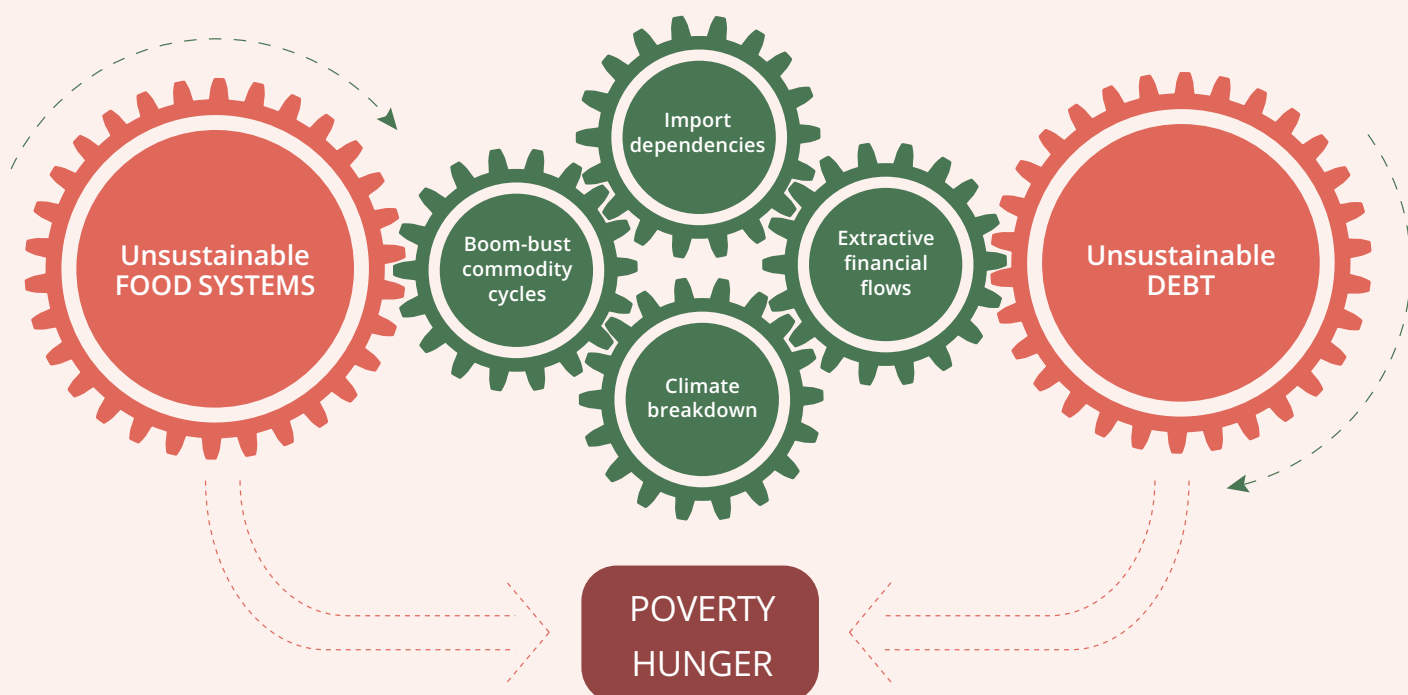 Import
dependencies
Boom-bust
commodity
cycles
Extractive
financial
flows
Unsustainable
FOOD SYSTEMS
Unsustainable
DEBT
Climate
breakdown
POVERTY
HUNGER